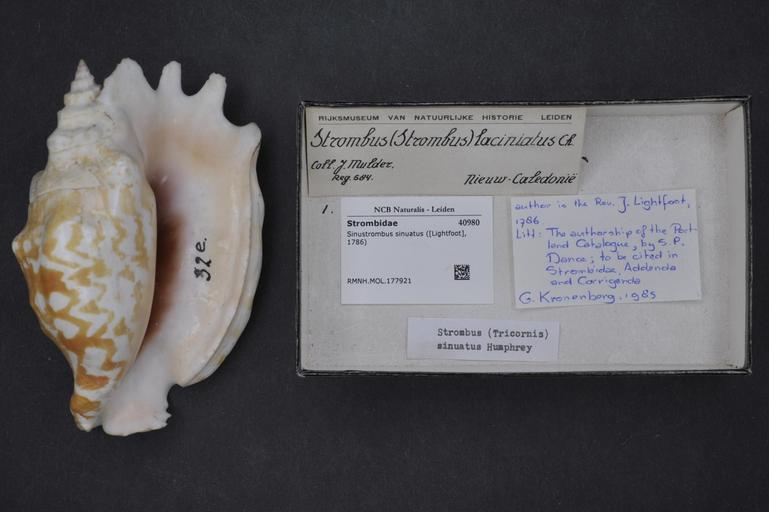 RIJKSMUSEUM VAN NATUURLIJKE HISTORIE LEIDEN
Strombus (Strombus) laciniatus Ch.
Coll. J. Mulder.
Reg. 684.
Nieuw-Caledonië
1.
NCB Naturalis - Leiden
Strombidae 40980
Sinustrombus sinuatus ([Lightfoot],
1786)
RMNH.MOL.177921
author is the Rev. J. Lightfoot,
1786
Litt: The authorship of the Port-
land Catalogue, by S.P.
Dance; to be cited in
Strombidae, Addenda
and Corrigenda
G. Kronenberg, 1985
Strombus (Tricornis)
sinuatus Humphrey
32e.